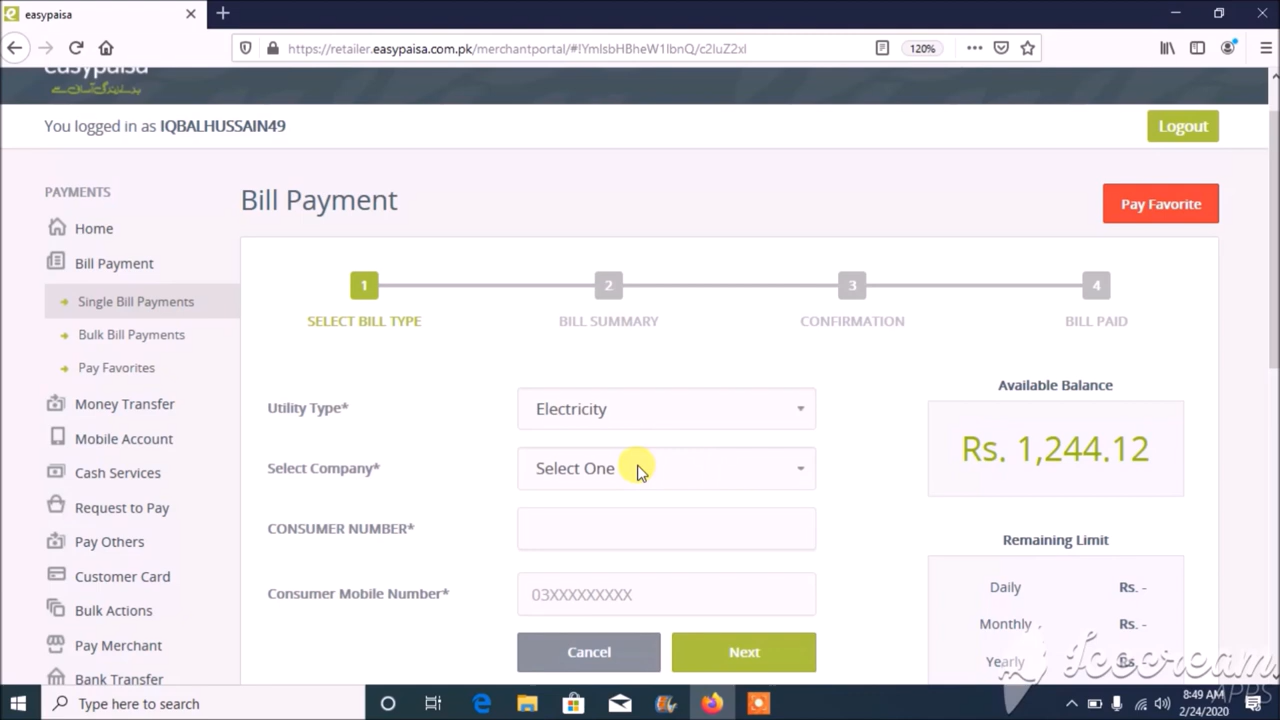 easypaisa
https://retailer.easypaisa.com.pk/merchantportal/#!YmlsbHBheW1lbnQ/c2luZ2xl
120%
easypaisa
You logged in as IQBALHUSSAIN49
Logout
PAYMENTS
Home
Bill Payment
Single Bill Payments
Bulk Bill Payments
Pay Favorites
Money Transfer
Mobile Account
Cash Services
Request to Pay
Pay Others
Customer Card
Bulk Actions
Pay Merchant
Bank Transfer
Bill Payment
Pay Favorite
1
2
3
4
SELECT BILL TYPE
BILL SUMMARY
CONFIRMATION
BILL PAID
Utility Type*
Electricity
Select Company*
Select One
CONSUMER NUMBER*
Consumer Mobile Number*
03XXXXXXXXX
Cancel
Next
Available Balance
Rs. 1,244.12
Remaining Limit
Daily Rs. -
Monthly Rs. -
Yearly Rs.
Icecream
APPS
Type here to search
8:49 AM
2/24/2020